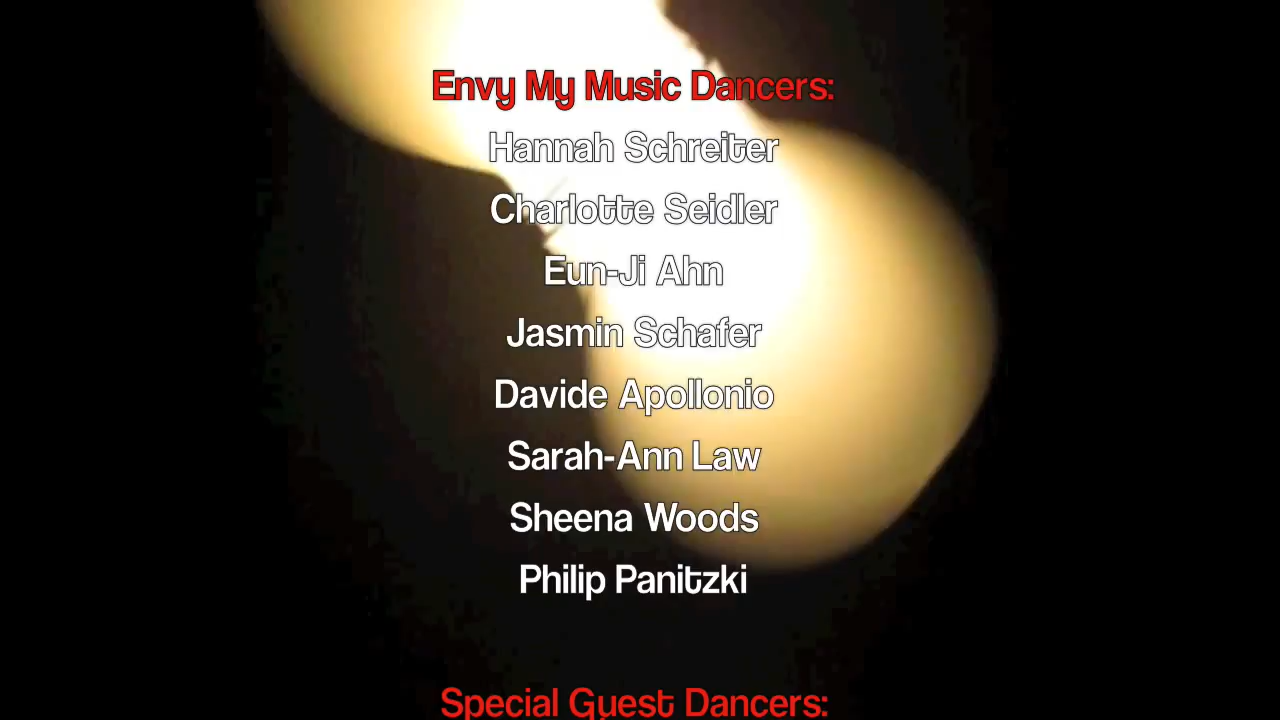 Envy My Music Dancers:
Hannah Schreiter
Charlotte Seidler
Eun-Ji Ahn
Jasmin Schafer
Davide Apollonio
Sarah-Ann Law
Sheena Woods
Philip Panitzki
Special Guest Dancers: